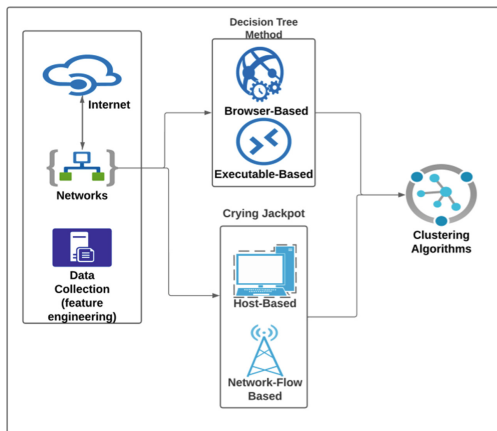 Internet
Networks
Data
Collection
(feature
engineering)
Decision Tree
Method
Browser-Based
Executable-Based
Crying Jackpot
Host-Based
Network-Flow
Based
Clustering
Algorithms